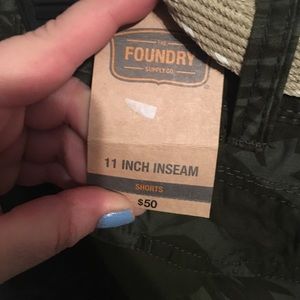 THE
FOUNDRY
SUPPLY CO.
®
11 INCH INSEAM
SHORTS
$50